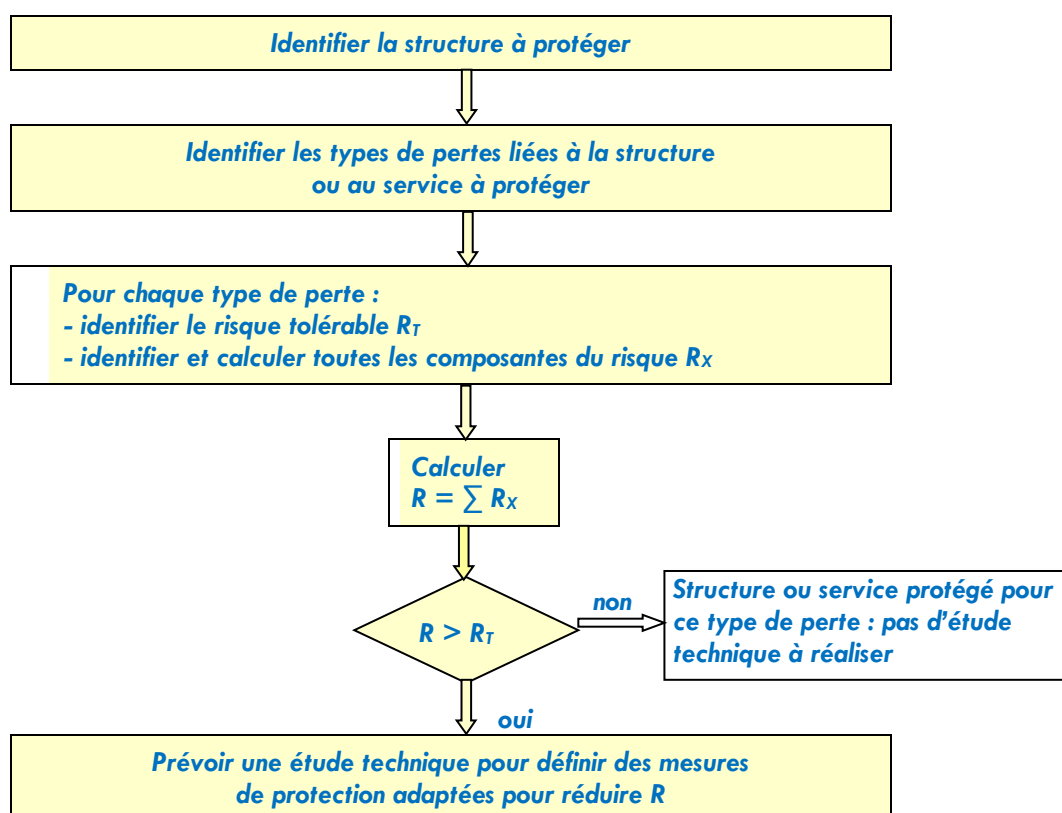 Identifier la structure à protéger
Identifier les types de pertes liées à la structure
ou au service à protéger
Pour chaque type de perte :
- identifier le risque tolérable RT
- identifier et calculer toutes les composantes du risque RX
Calculer
R = ∑ RX
R > RT
non
Structure ou service protégé pour
ce type de perte : pas d'étude
technique à réaliser
oui
Prévoir une étude technique pour définir des mesures
de protection adaptées pour réduire R